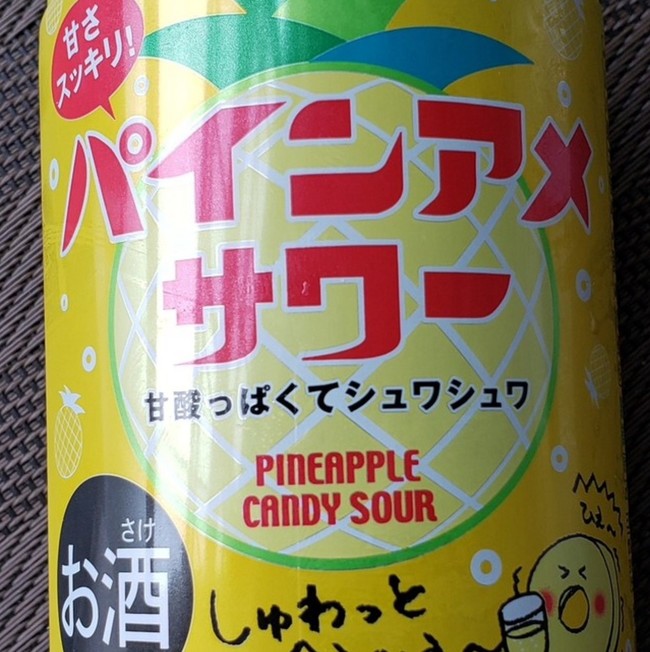 甘さ
スッキリ!
パインアメ
サワー
甘酸っぱくてシュワシュワ
PINEAPPLE
CANDY SOUR
さけ
お酒
しゅわっと